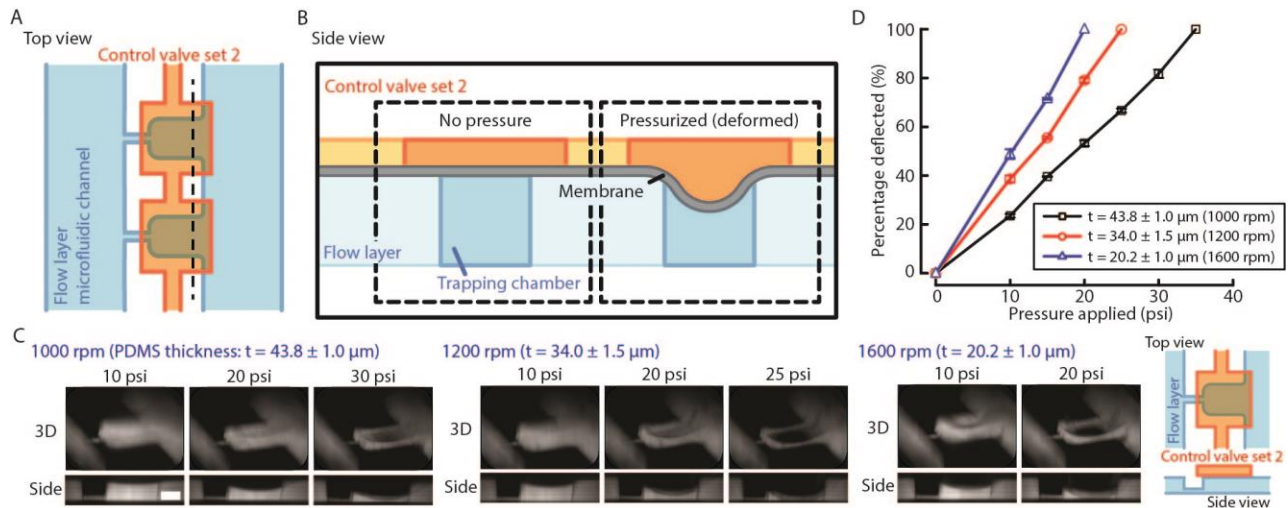 A
Top view
Control valve set 2
Flow layer
microfluidic channel
B
Side view
Control valve set 2
No pressure
Pressurized (deformed)
Membrane
Flow layer
Trapping chamber
D
Percentage deflected (%)
100
80
60
40
20
0
t = 43.8 ± 1.0 μm (1000 rpm)
t = 34.0 ± 1.5 μm (1200 rpm)
t = 20.2 ± 1.0 μm (1600 rpm)
0 10 20 30 40
Pressure applied (psi)
C
1000 rpm (PDMS thickness: t = 43.8 ± 1.0 μm)
10 psi 20 psi 30 psi
3D
Side
1200 rpm (t = 34.0 ± 1.5 μm)
10 psi 20 psi 25 psi
3D
Side
1600 rpm (t = 20.2 ± 1.0 μm)
10 psi 20 psi
3D
Side
Top view
Flow layer
Control valve set 2
Side view